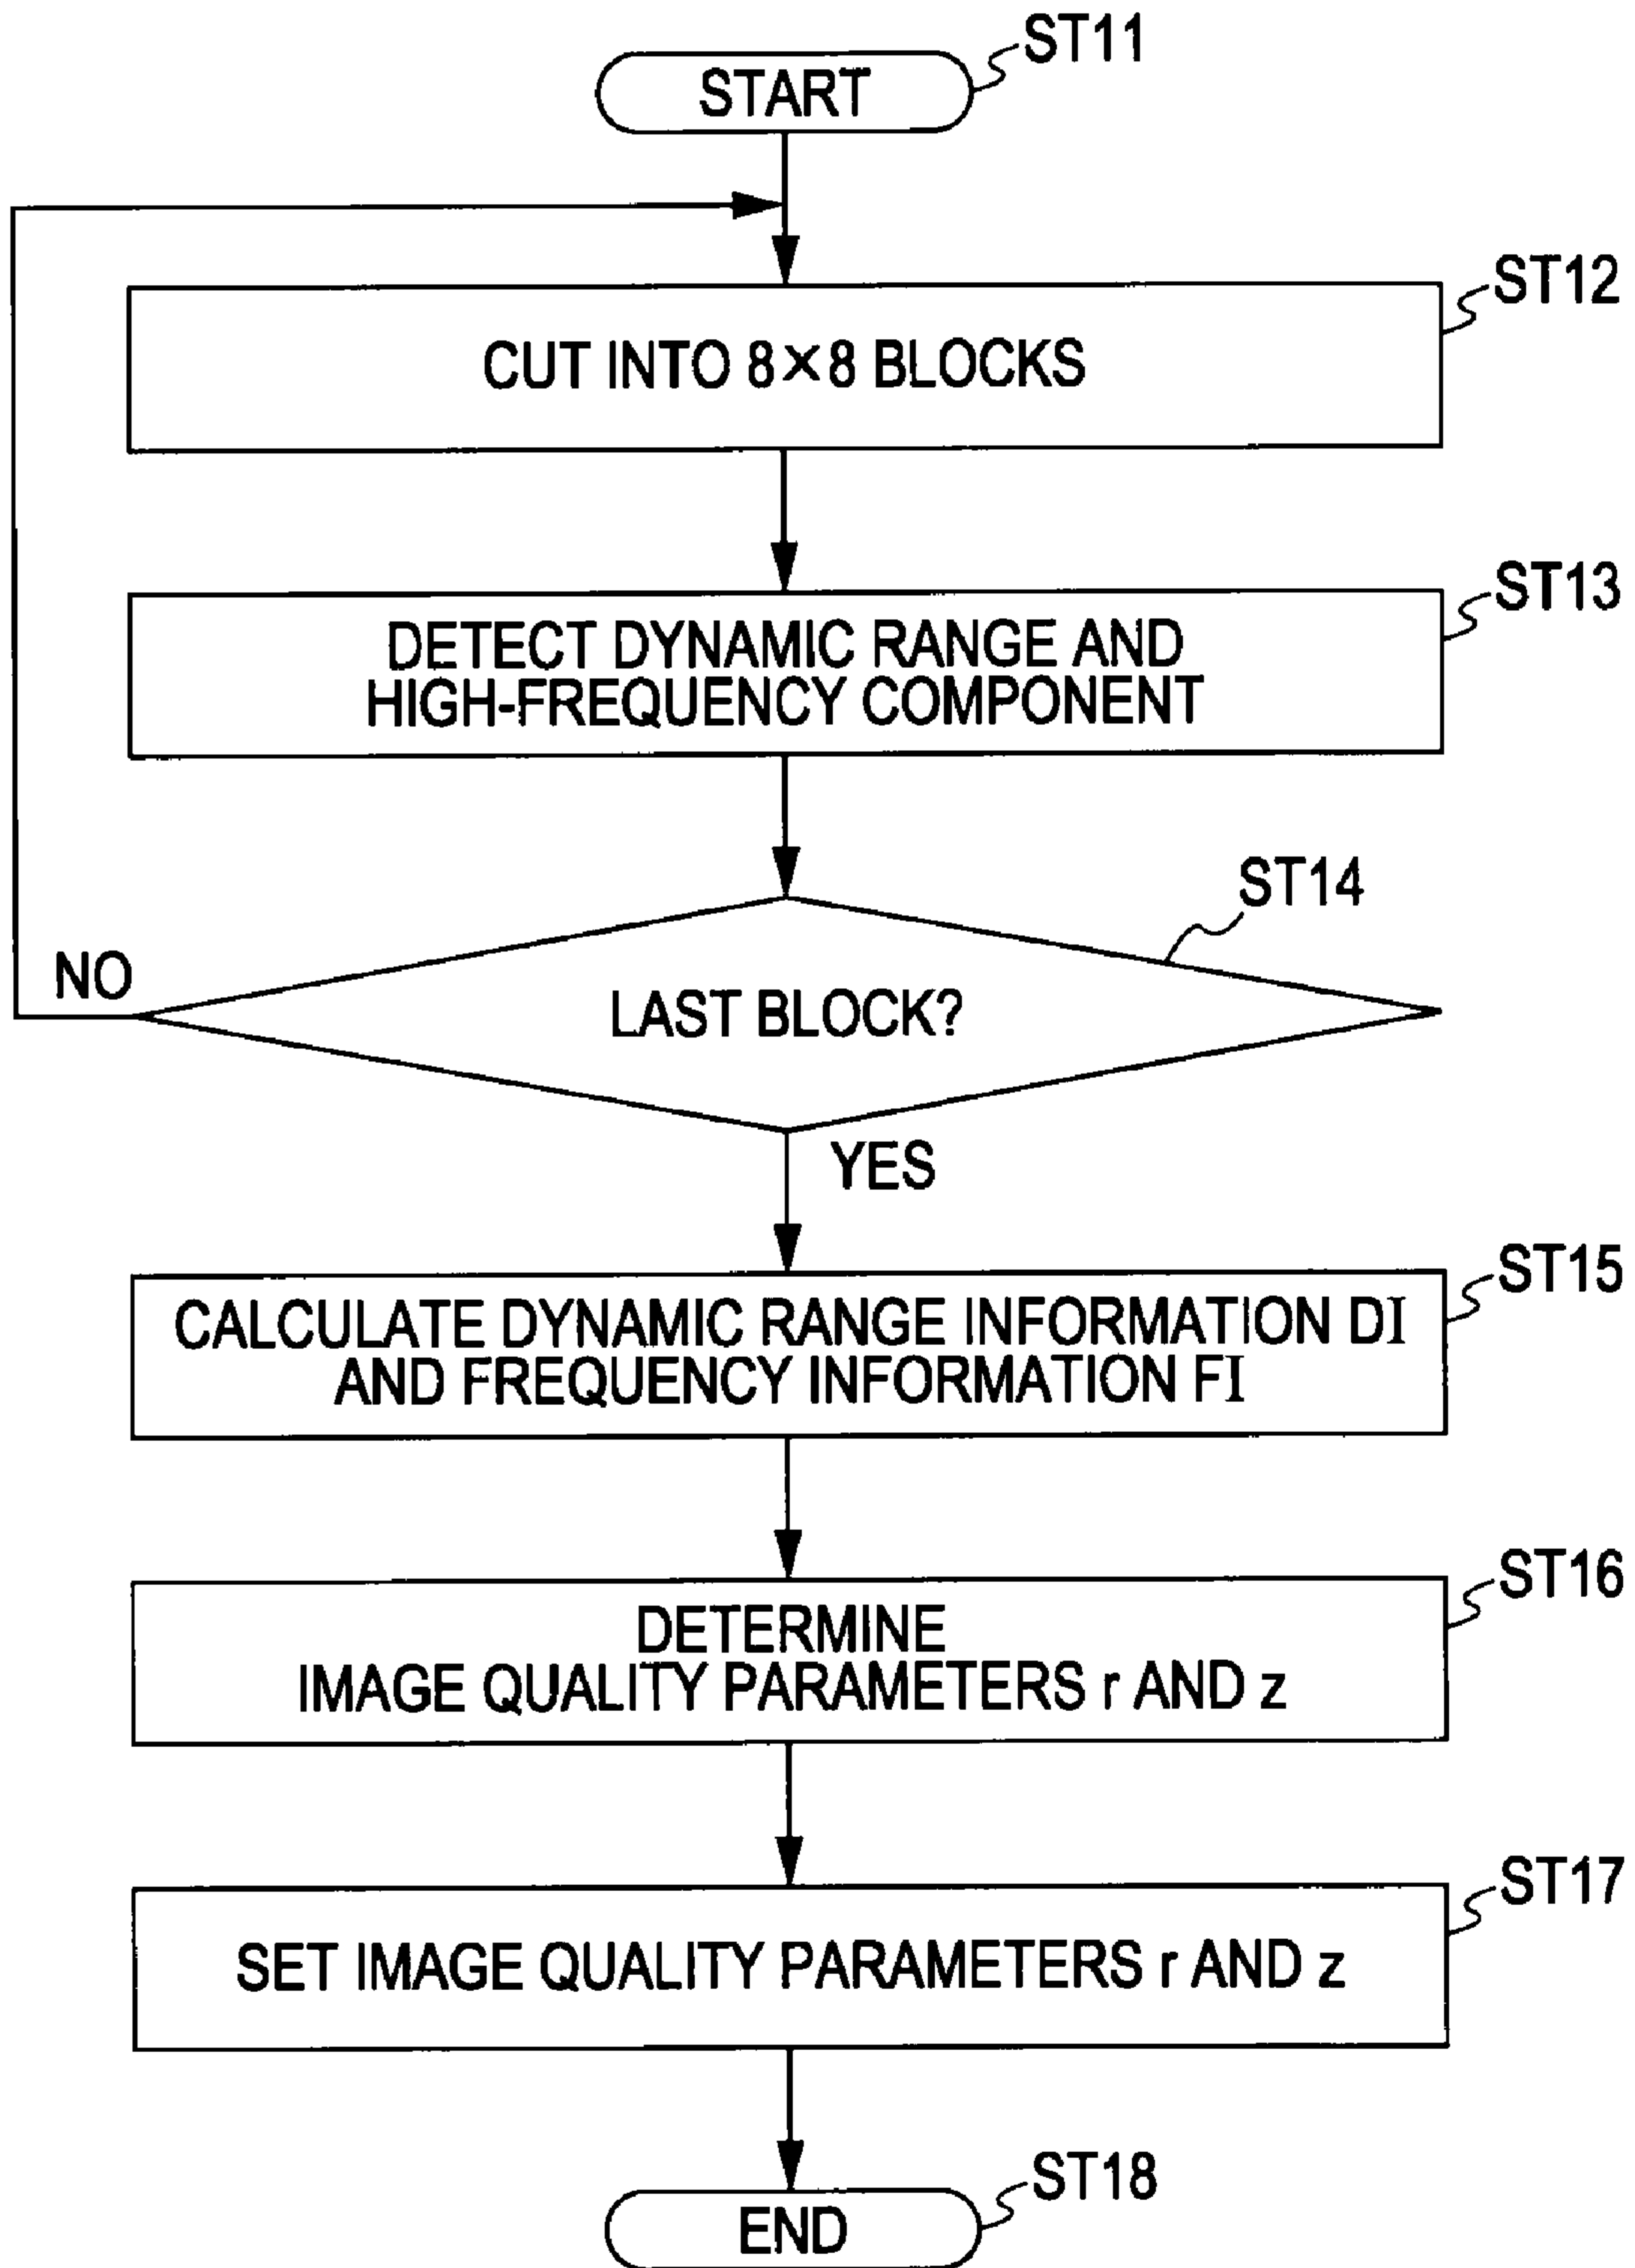 ST11
START
ST12
CUT INTO 8×8 BLOCKS
ST13
DETECT DYNAMIC RANGE AND
HIGH-FREQUENCY COMPONENT
ST14
NO
LAST BLOCK?
YES
ST15
CALCULATE DYNAMIC RANGE INFORMATION DI
AND FREQUENCY INFORMATION FI
ST16
DETERMINE
IMAGE QUALITY PARAMETERS r AND z
ST17
SET IMAGE QUALITY PARAMETERS r AND z
ST18
END